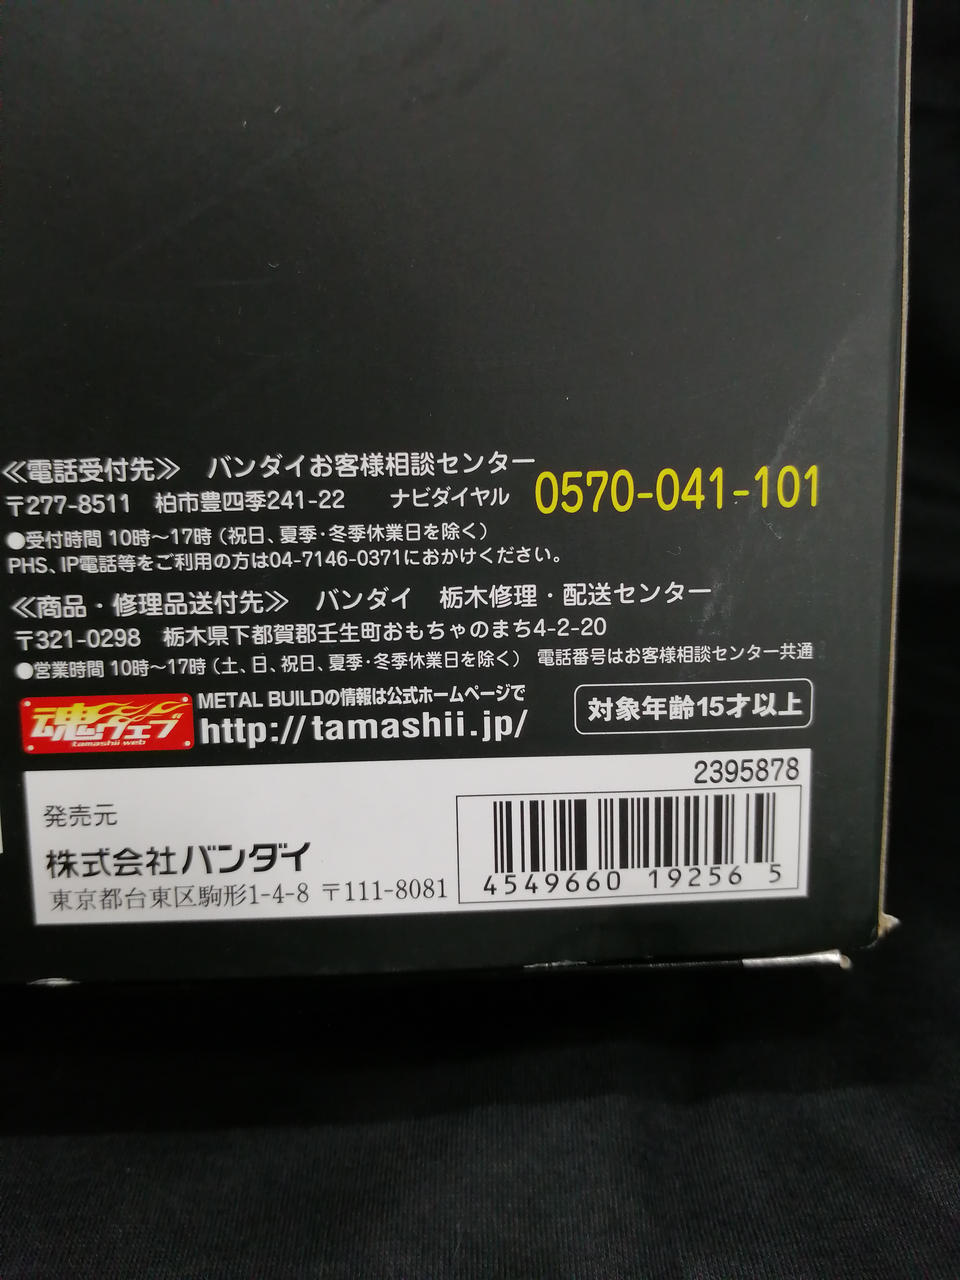 ≪電話受付先≫ バンダイお客様相談センター
〒277-8511 柏市豊四季241-22 ナビダイヤル 0570-041-101
●受付時間 10時〜17時（祝日、夏季・冬季休業日を除く）
PHS、IP電話等をご利用の方は04-7146-0371におかけください。
≪商品・修理品送付先≫ バンダイ 栃木修理・配送センター
〒321-0298 栃木県下都賀郡壬生町おもちゃのまち4-2-20
●営業時間 10時〜17時（土、日、祝日、夏季・冬季休業日を除く） 電話番号はお客様相談センター共通
魂ウェブ
tamashii web
METAL BUILDの情報は公式ホームページで
http://tamashii.jp/
対象年齢15才以上
2395878
発売元
株式会社バンダイ
東京都台東区駒形1-4-8 〒111-8081
4549660 19256 5